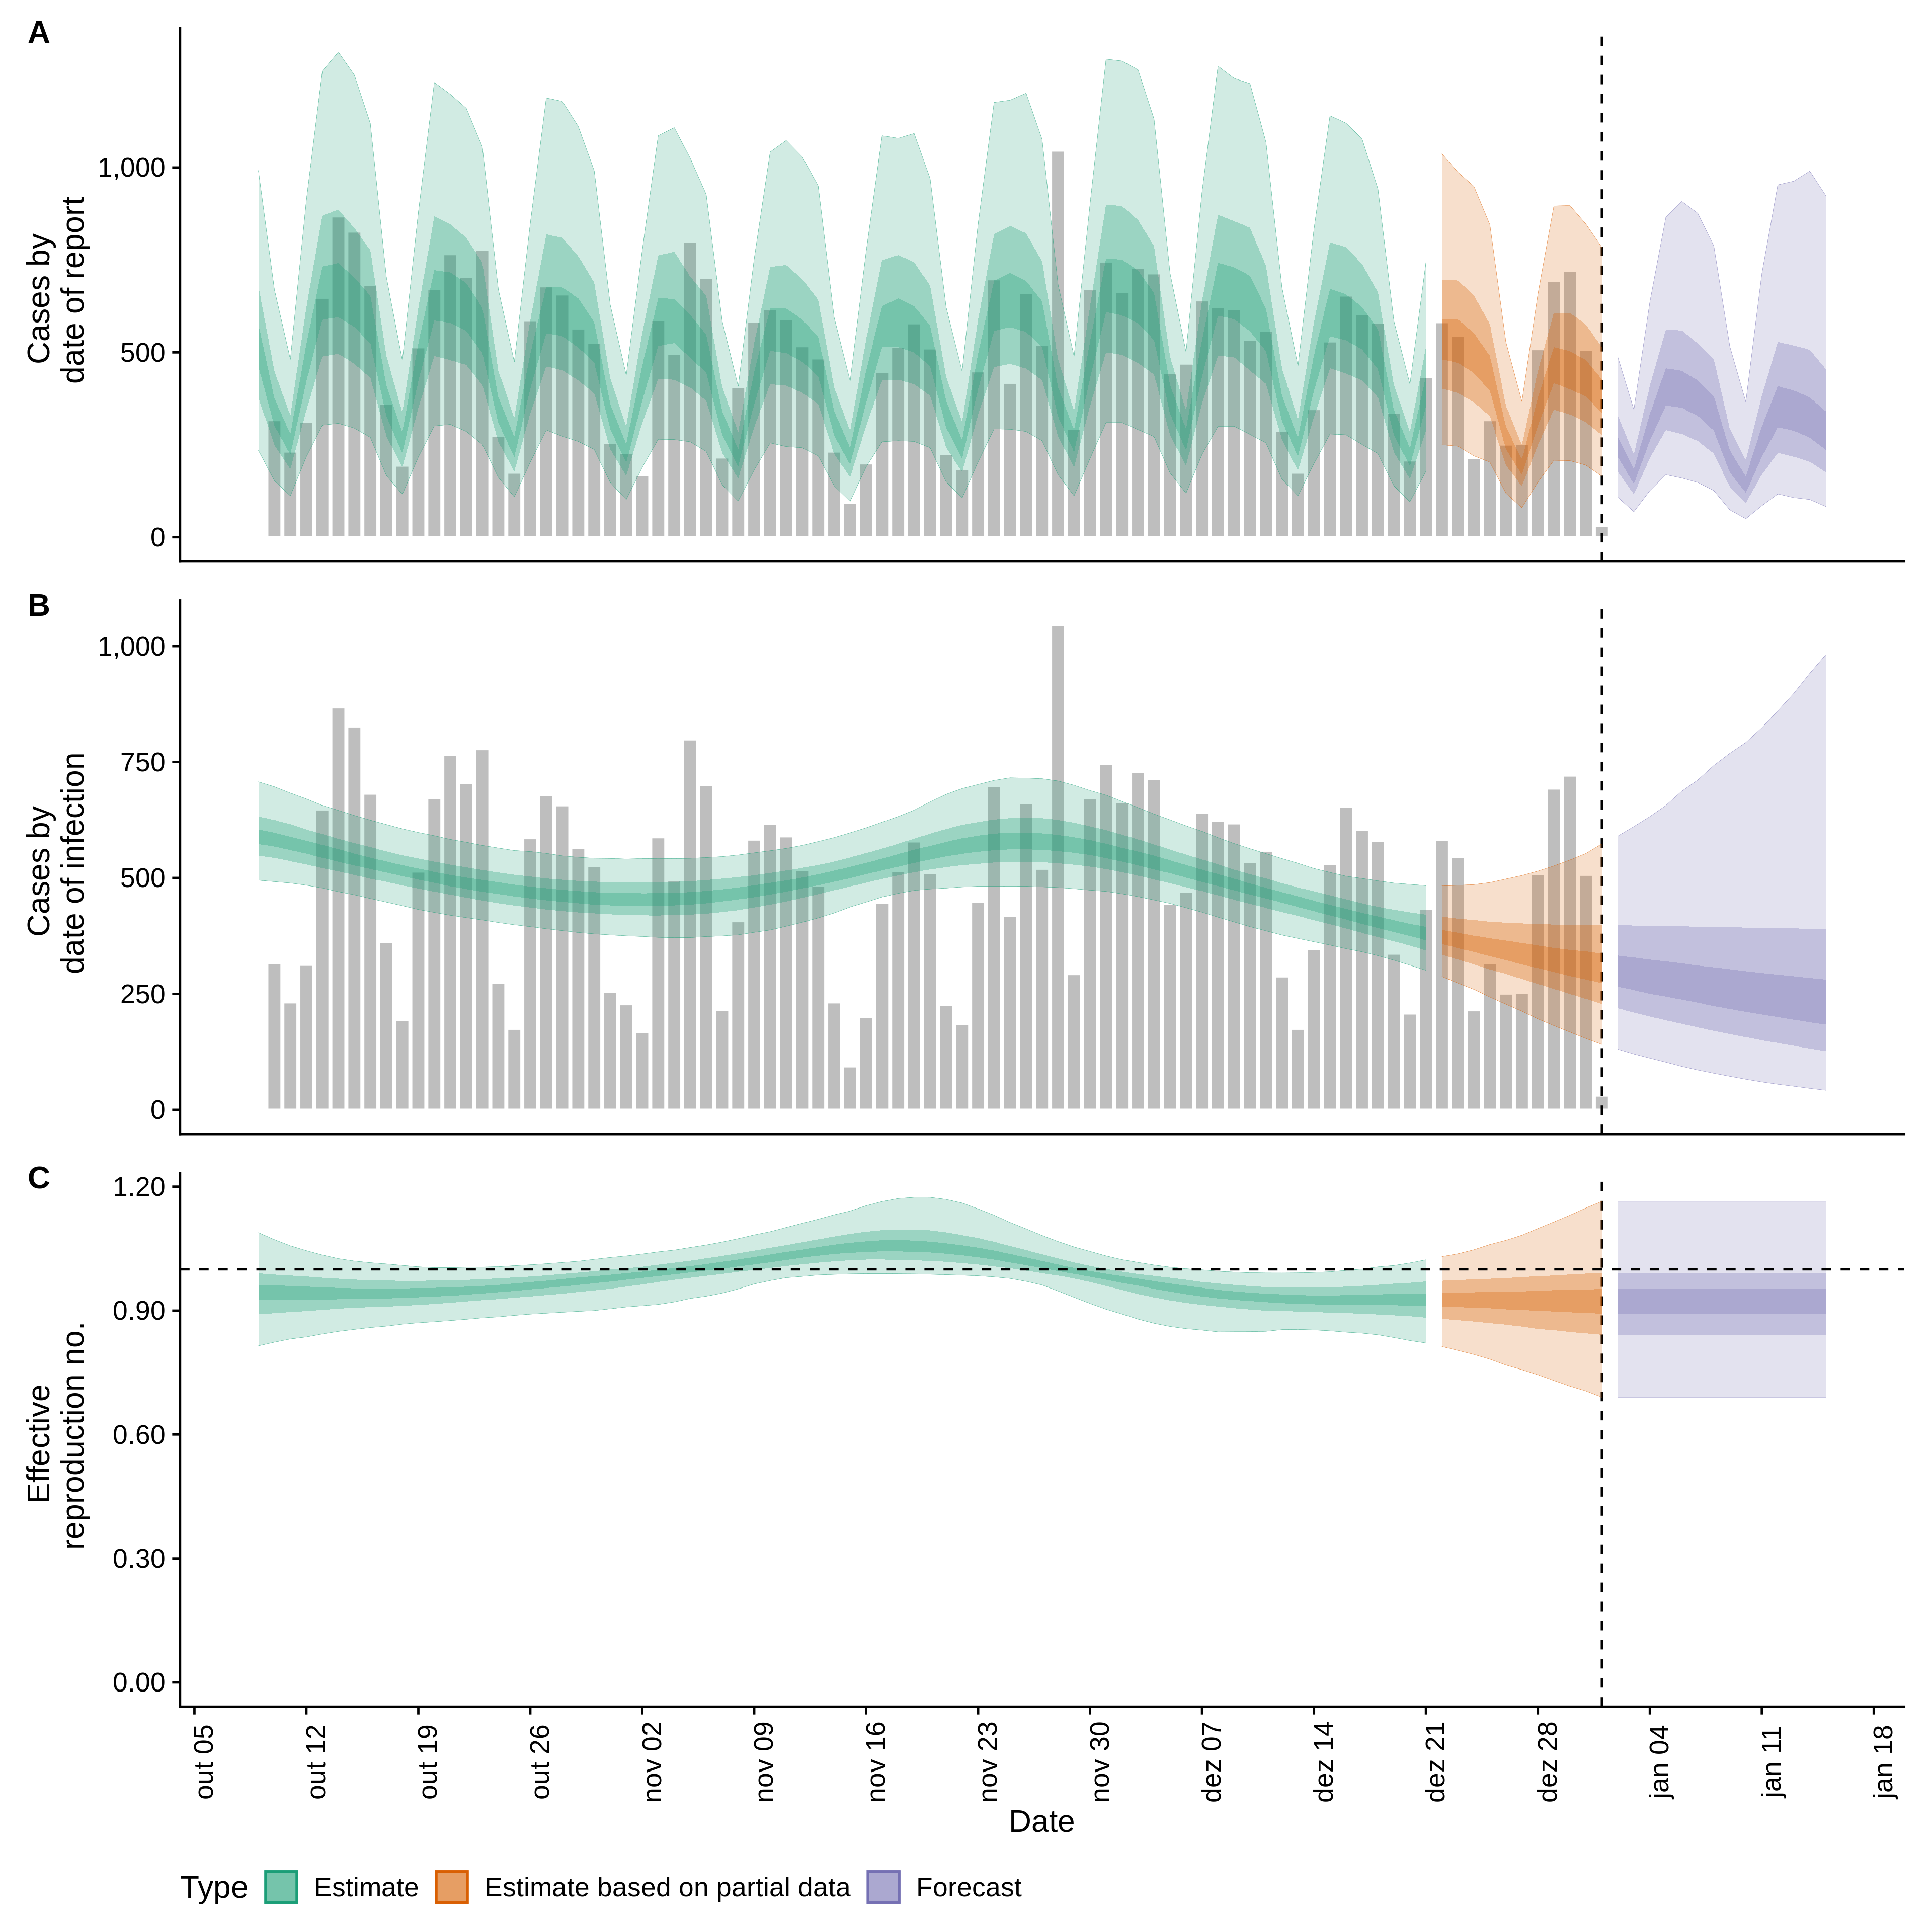 A
Cases by
date of report
1,000
500
0
B
Cases by
date of infection
1,000
750
500
250
0
C
Effective
reproduction no.
1.20
0.90
0.60
0.30
0.00
out 05
out 12
out 19
out 26
nov 02
nov 09
nov 16
nov 23
nov 30
dez 07
dez 14
dez 21
dez 28
jan 04
jan 11
jan 18
Date
Type Estimate Estimate based on partial data Forecast